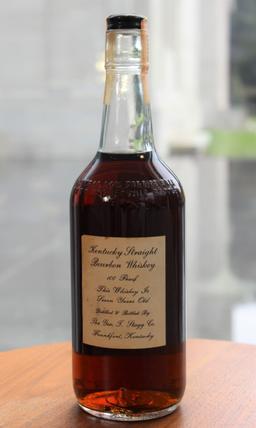 Kentucky Straight
Bourbon Whiskey
100 Proof
This Whiskey Is
Seven Years Old
Distilled & Bottled By
The Geo. T. Stagg Co.
Frankfort, Kentucky